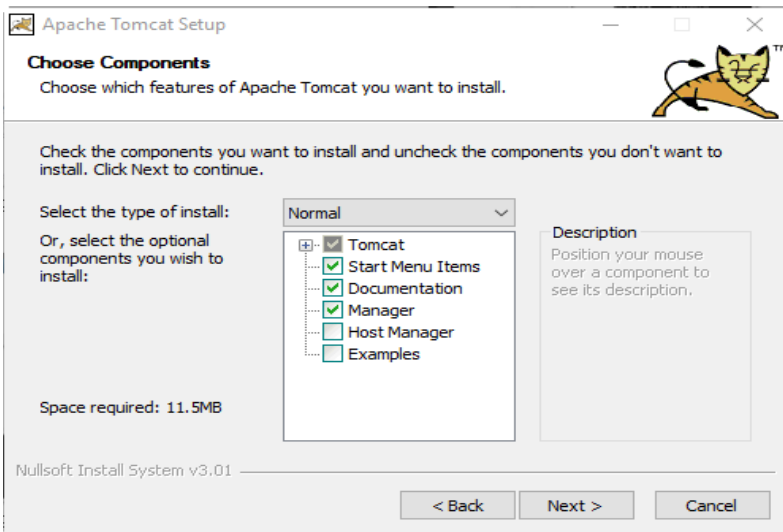 Apache Tomcat Setup
Choose Components
Choose which features of Apache Tomcat you want to install.
TM
Check the components you want to install and uncheck the components you don't want to
install. Click Next to continue.
Select the type of install:
Normal
Or, select the optional
components you wish to
install:
Tomcat
Start Menu Items
Documentation
Manager
Host Manager
Examples
Description
Position your mouse
over a component to
see its description.
Space required: 11.5MB
Nullsoft Install System v3.01
< Back
Next >
Cancel